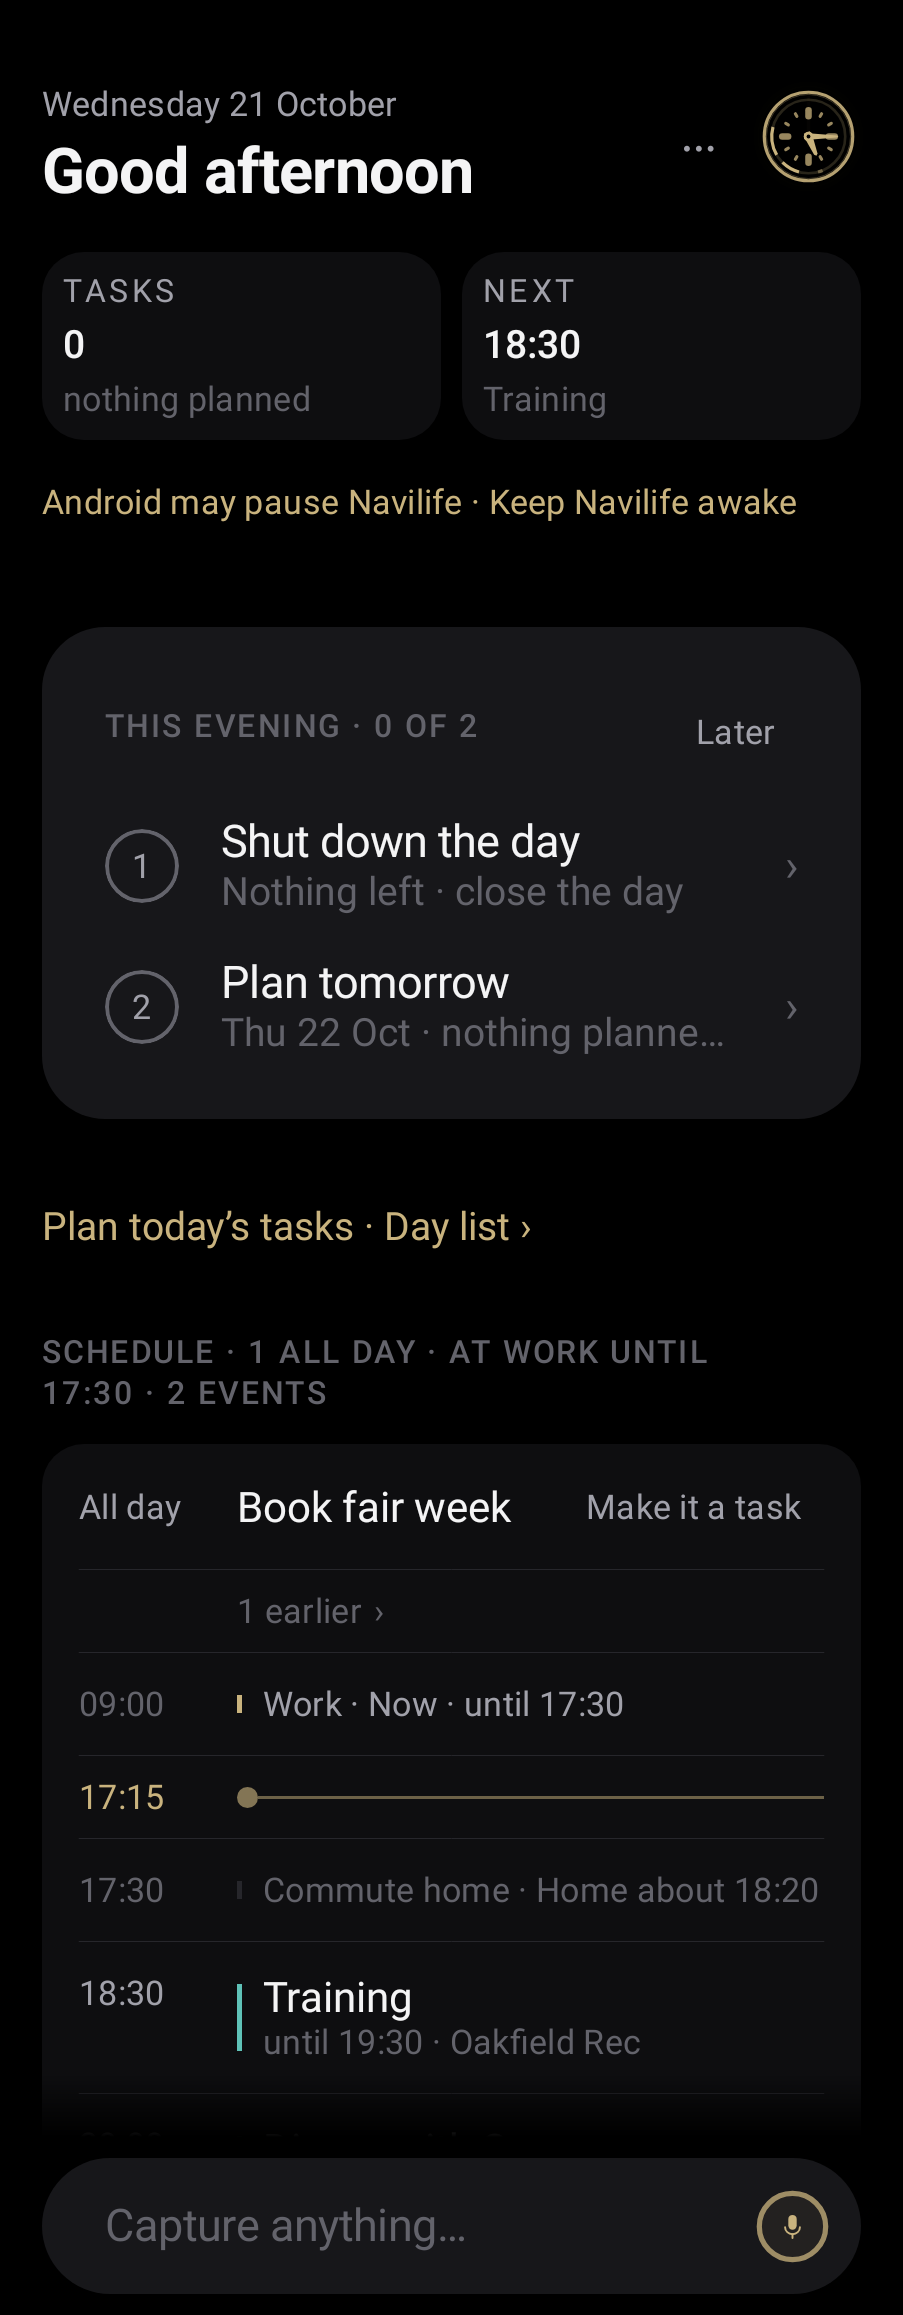 Wednesday 21 October
Good afternoon
...
TASKS
0
nothing planned
NEXT
18:30
Training
Android may pause Navilife · Keep Navilife awake
THIS EVENING · 0 OF 2
Later
1
Shut down the day
Nothing left · close the day
›
2
Plan tomorrow
Thu 22 Oct · nothing planne...
›
Plan today’s tasks · Day list ›
SCHEDULE · 1 ALL DAY · AT WORK UNTIL
17:30 · 2 EVENTS
All day Book fair week Make it a task
1 earlier ›
09:00 Work · Now · until 17:30
17:15
17:30 Commute home · Home about 18:20
18:30 Training
until 19:30 · Oakfield Rec
Capture anything...